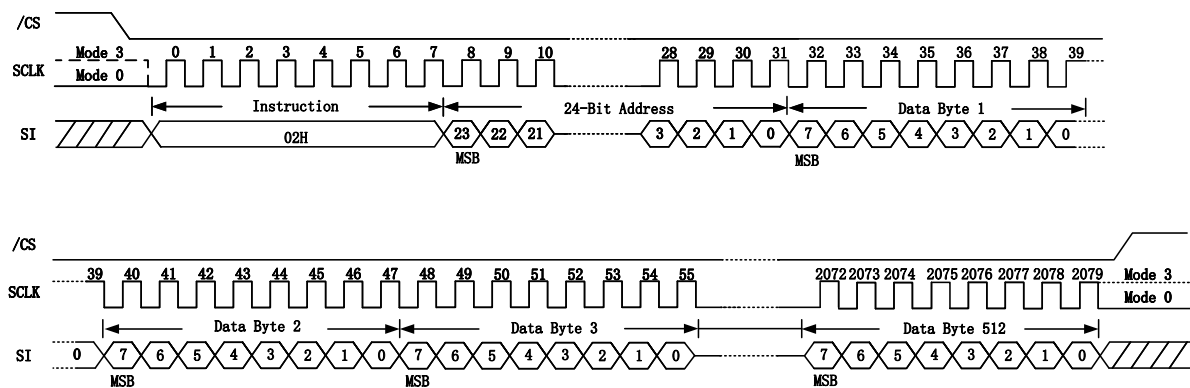 /CS
Mode 3 0 1 2 3 4 5 6 7 8 9 10 28 29 30 31 32 33 34 35 36 37 38 39
SCLK
Mode 0
Instruction 24-Bit Address Data Byte 1
SI 02H 23 22 21 3 2 1 0 7 6 5 4 3 2 1 0
MSB MSB
/CS
39 40 41 42 43 44 45 46 47 48 49 50 51 52 53 54 55 2072 2073 2074 2075 2076 2077 2078 2079 Mode 3
SCLK Mode 0
Data Byte 2 Data Byte 3 Data Byte 512
SI 0 7 6 5 4 3 2 1 0 7 6 5 4 3 2 1 0 7 6 5 4 3 2 1 0
MSB MSB MSB